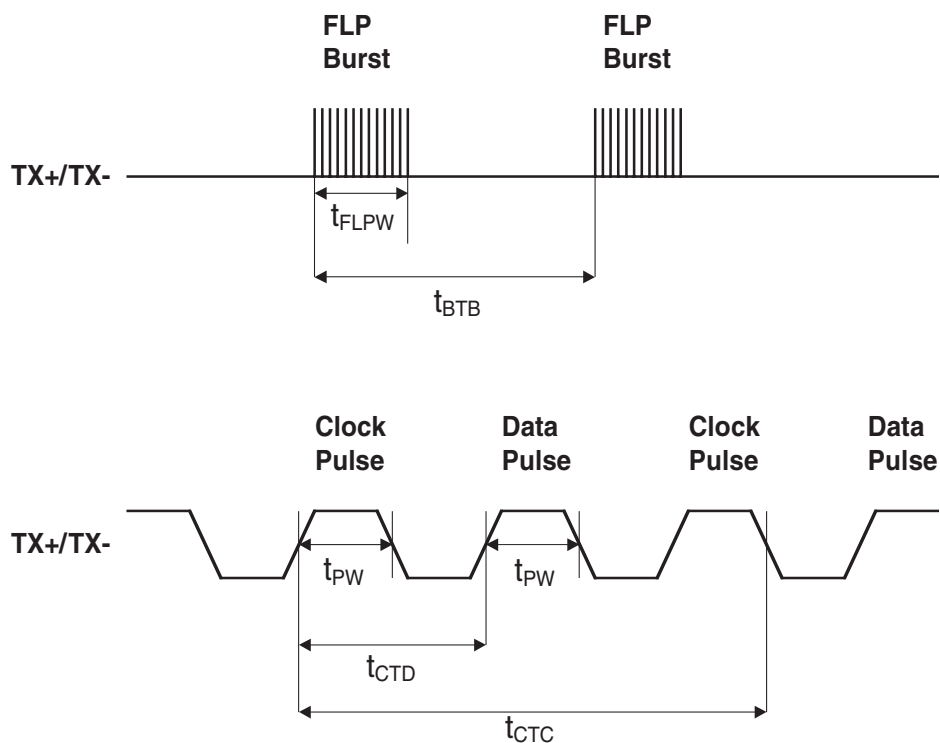 FLP
Burst
FLP
Burst
TX+/TX-
tFLPW
tBTB
Clock
Pulse
Data
Pulse
Clock
Pulse
Data
Pulse
TX+/TX-
tPW
tPW
tCTD
tCTC